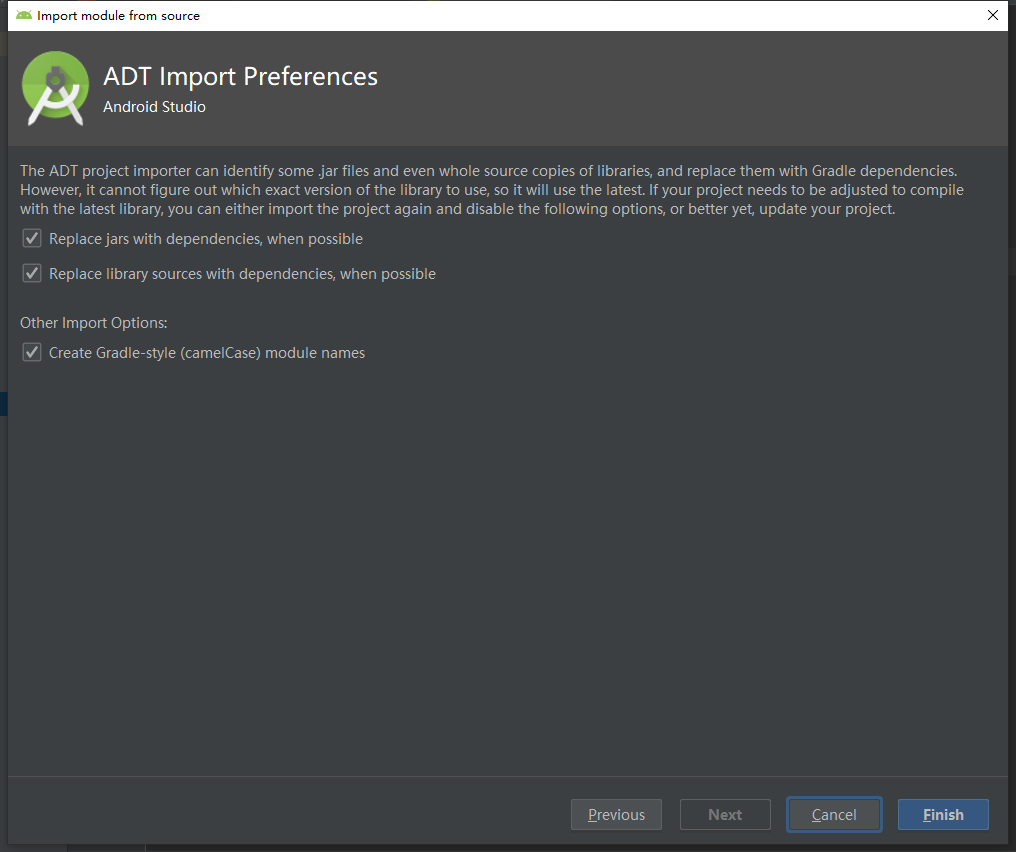 Import module from source
ADT Import Preferences
Android Studio
The ADT project importer can identify some .jar files and even whole source copies of libraries, and replace them with Gradle dependencies.
However, it cannot figure out which exact version of the library to use, so it will use the latest. If your project needs to be adjusted to compile
with the latest library, you can either import the project again and disable the following options, or better yet, update your project.
Replace jars with dependencies, when possible
Replace library sources with dependencies, when possible
Other Import Options:
Create Gradle-style (camelCase) module names
Previous
Next
Cancel
Finish